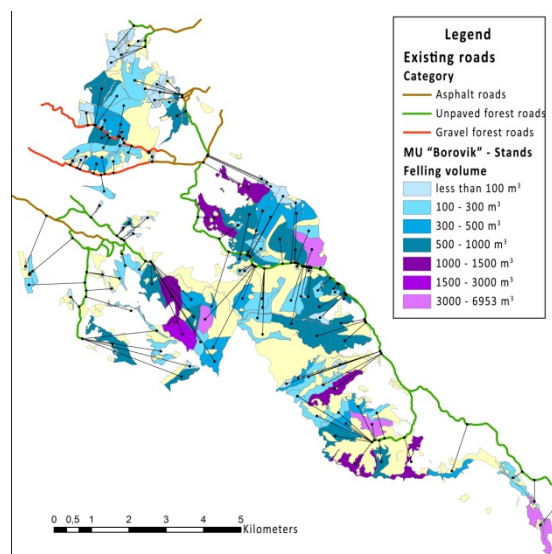 Legend
Existing roads
Category
Asphalt roads
Unpaved forest roads
Gravel forest roads
MU "Borovik" - Stands
Felling volume
less than 100 m³
100 - 300 m³
300 - 500 m³
500 - 1000 m³
1000 - 1500 m³
1500 - 3000 m³
3000 - 6953 m³
0 0,5 1 2 3 4 5
Kilometers